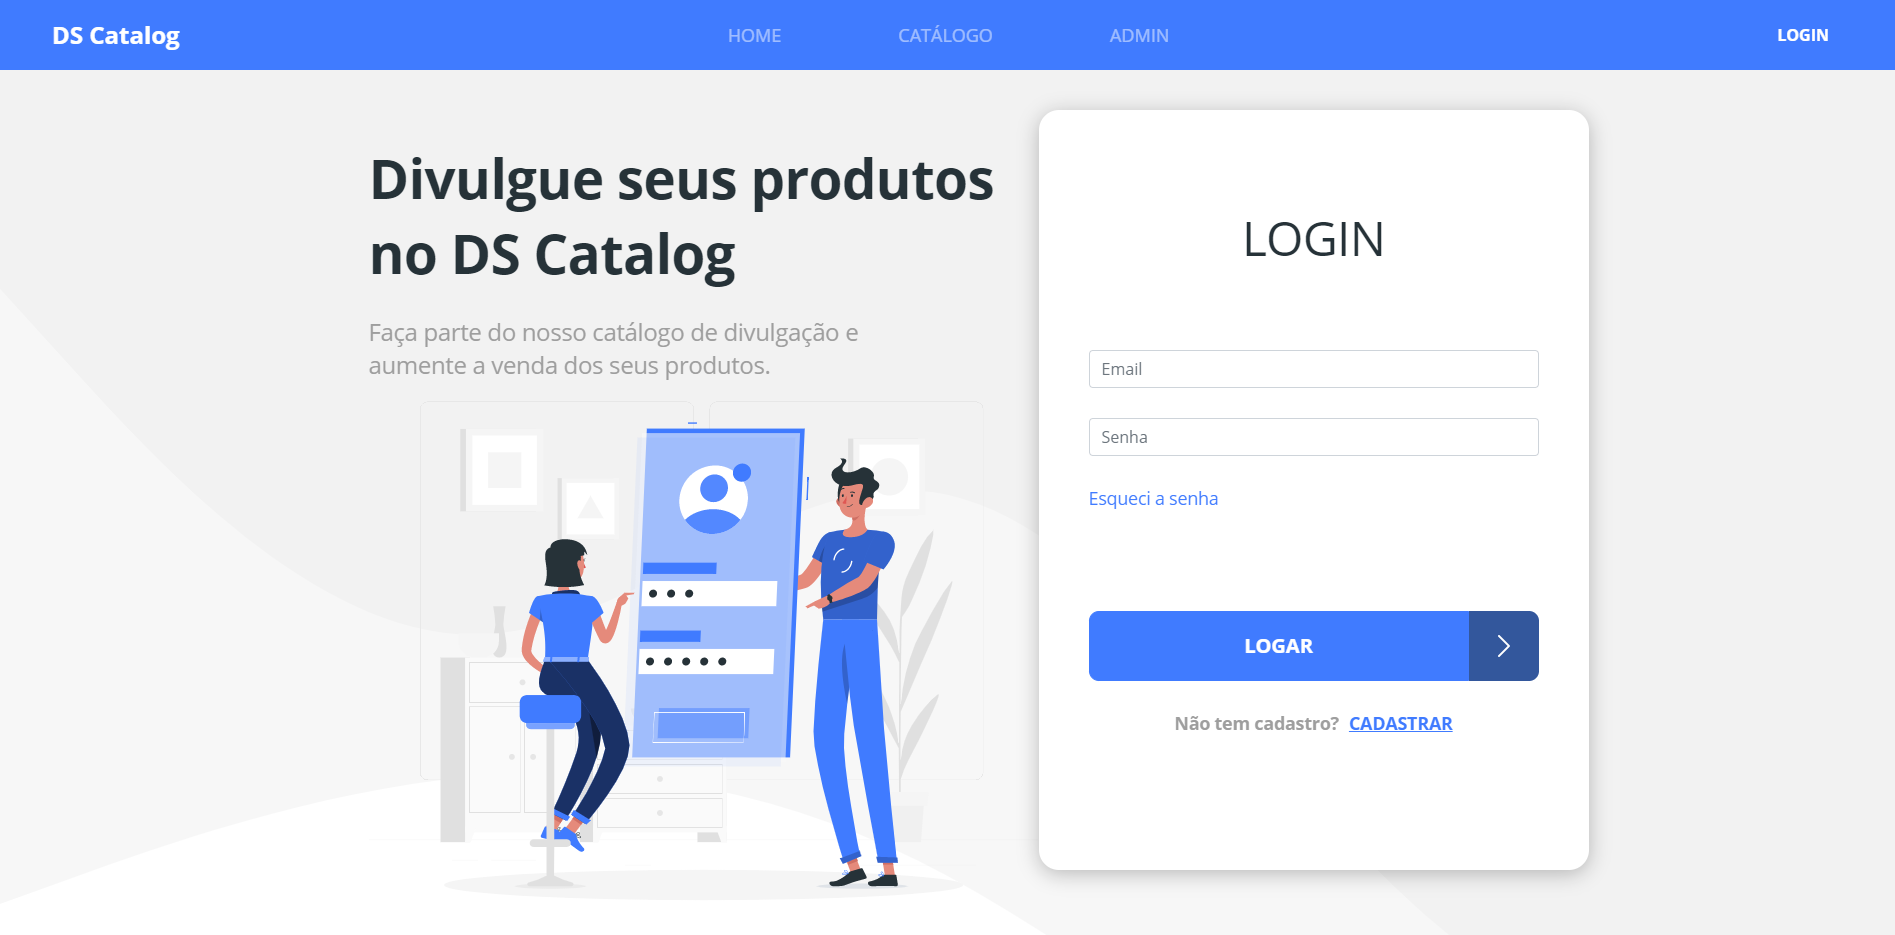 DS Catalog
HOME
CATÁLOGO
ADMIN
LOGIN
Divulgue seus produtos
no DS Catalog
Faça parte do nosso catálogo de divulgação e
aumente a venda dos seus produtos.
LOGIN
Email
Senha
Esqueci a senha
LOGAR
Não tem cadastro? CADASTRAR